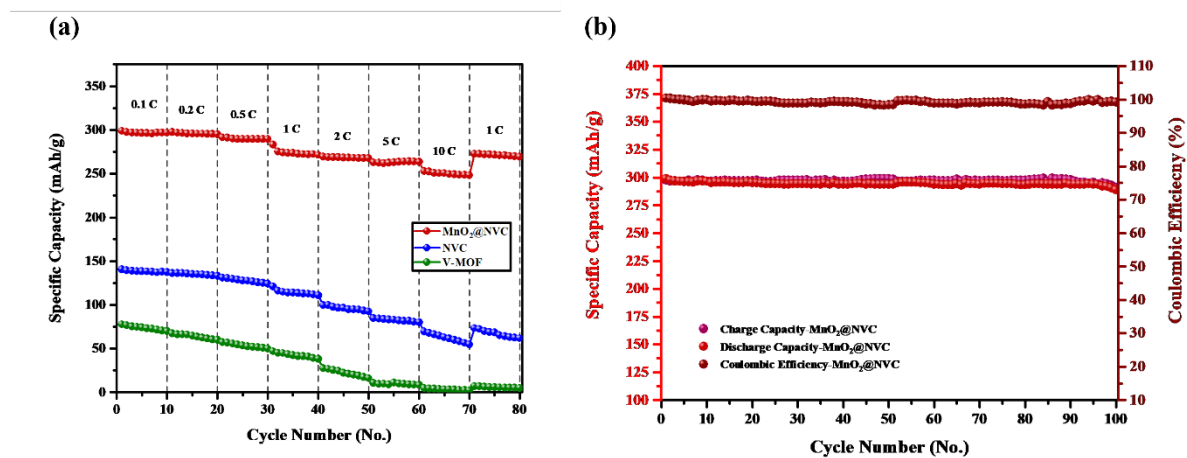 (a)
Specific Capacity (mAh/g)
350
300
250
200
150
100
50
0
0.1 C
0.2 C
0.5 C
1 C
2 C
5 C
10 C
1 C
MnO₂@NVC
NVC
V-MOF
0 10 20 30 40 50 60 70 80
Cycle Number (No.)
(b)
Specific Capacity (mAh/g)
400
375
350
325
300
275
250
225
200
175
150
125
100
Charge Capacity-MnO₂@NVC
Discharge Capacity-MnO₂@NVC
Coulombic Efficiency-MnO₂@NVC
0 10 20 30 40 50 60 70 80 90 100
Cycle Number (No.)
110
100
90
80
70
60
50
40
30
20
10
Coulombic Efficiecny (%)